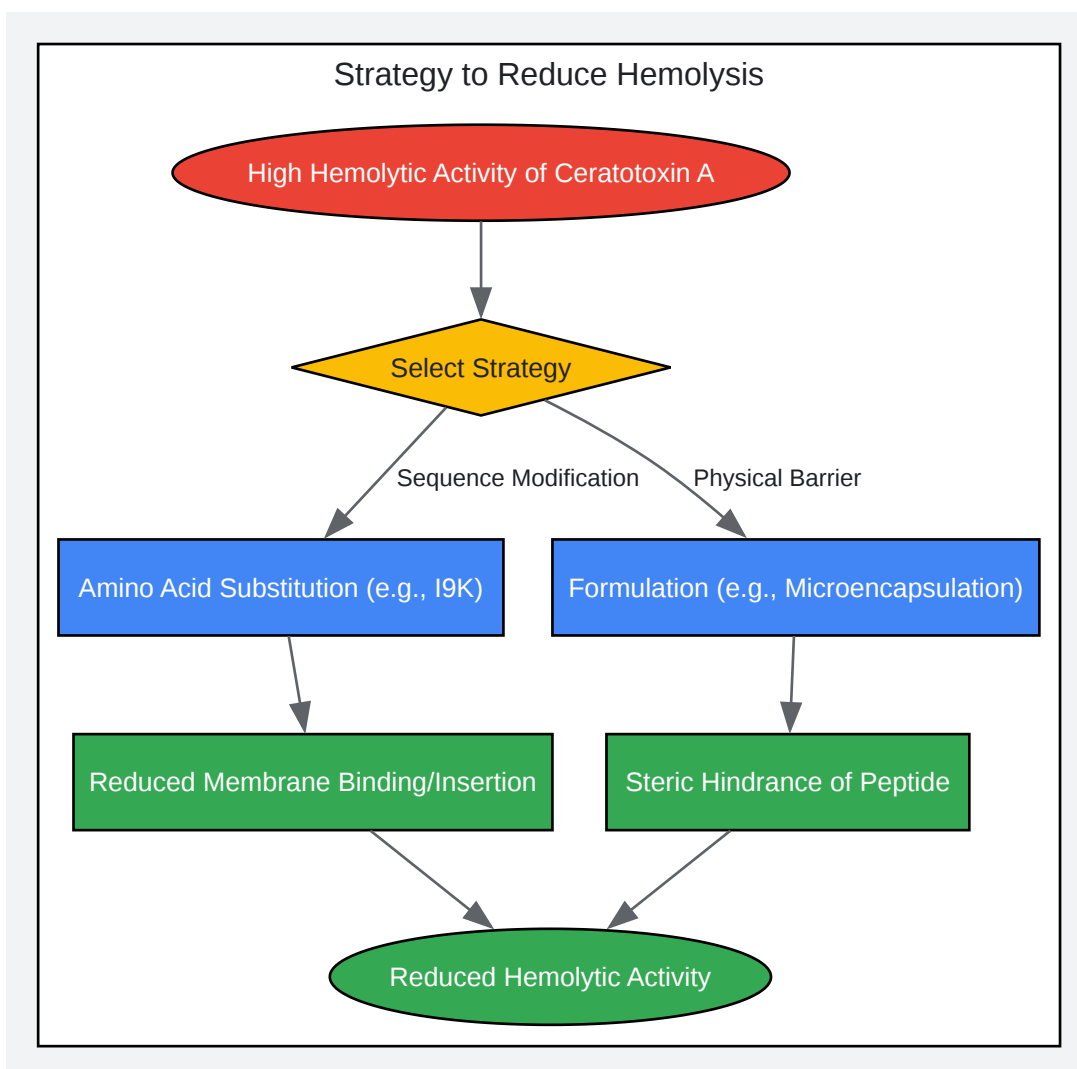 Strategy to Reduce Hemolysis
High Hemolytic Activity of Ceratotoxin A
Select Strategy
Sequence Modification
Physical Barrier
Amino Acid Substitution (e.g., I9K)
Formulation (e.g., Microencapsulation)
Reduced Membrane Binding/Insertion
Steric Hindrance of Peptide
Reduced Hemolytic Activity